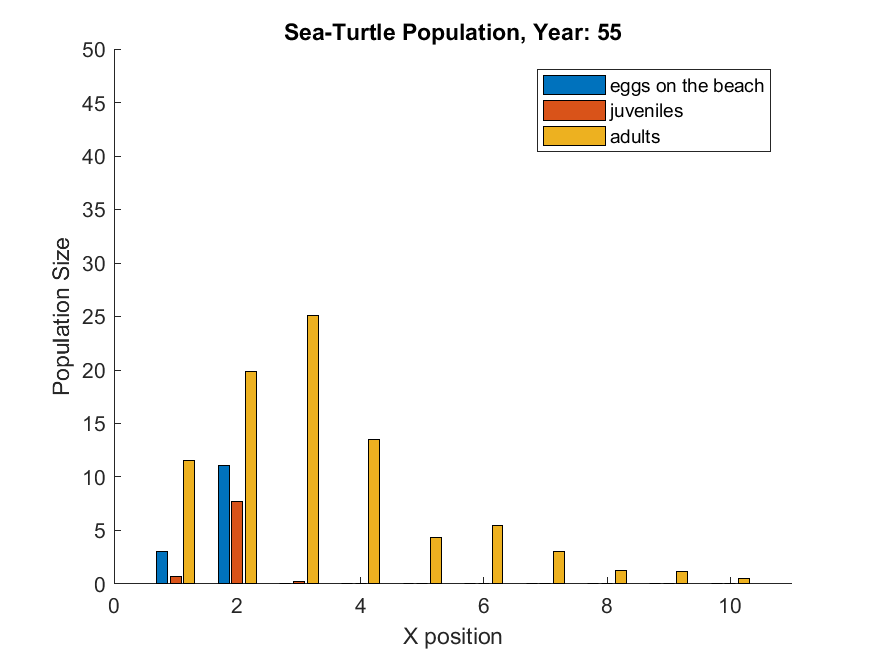 Sea-Turtle Population, Year: 55
50
45
40
35
30
25
20
15
10
5
0
Population Size
eggs on the beach
juveniles
adults
0 2 4 6 8 10
X position